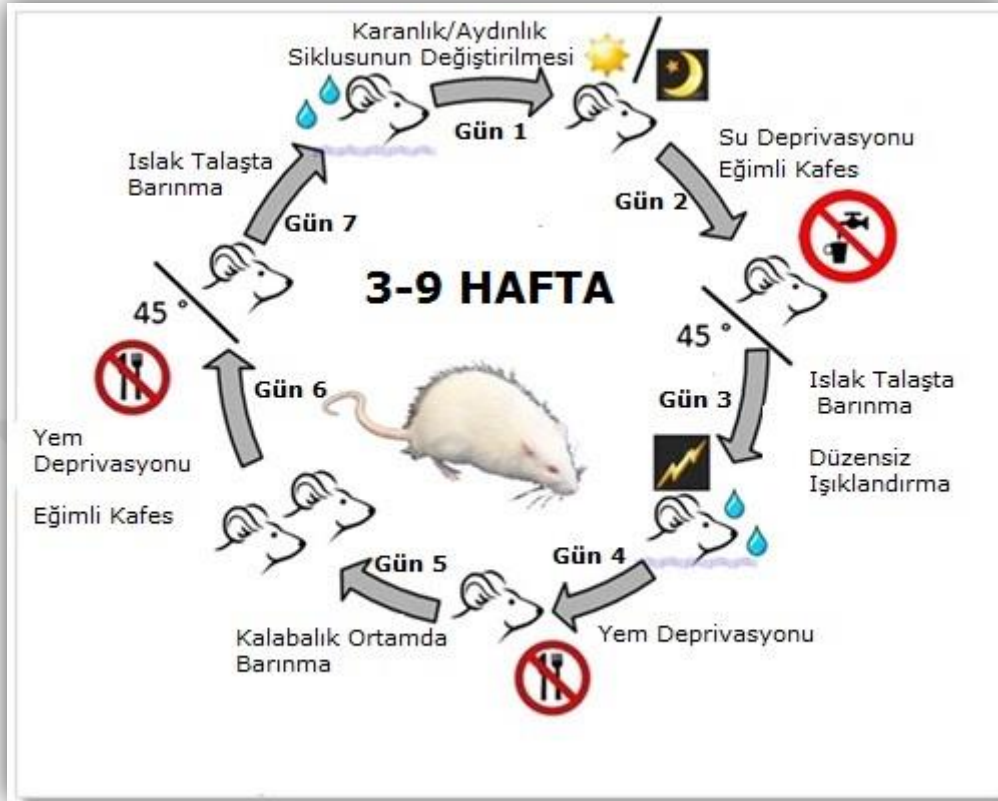 Karanlık/Aydınlık
Siklusunun Değiştirilmesi
Gün 1
Su Deprivasyonu
Eğimli Kafes
Gün 2
45 °
Islak Talaşta
Barınma
Düzensiz
Işıklandırma
Gün 3
Yem Deprivasyonu
Gün 4
Kalabalık Ortamda
Barınma
Gün 5
Yem
Deprivasyonu
Eğimli Kafes
Gün 6
45 °
Islak Talaşta
Barınma
Gün 7
3-9 HAFTA